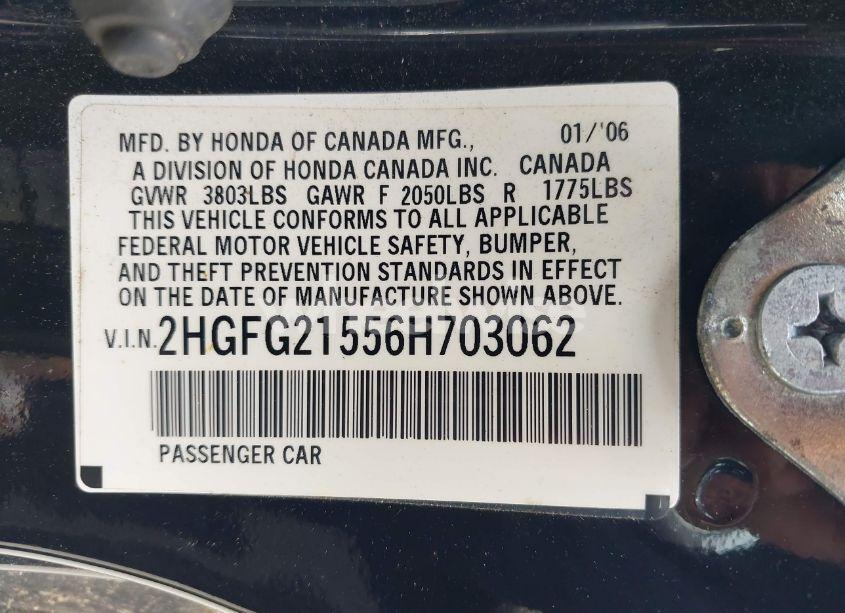 MFD. BY HONDA OF CANADA MFG., 01/'06
A DIVISION OF HONDA CANADA INC. CANADA
GVWR 3803LBS GAWR F 2050LBS R 1775LBS
THIS VEHICLE CONFORMS TO ALL APPLICABLE
FEDERAL MOTOR VEHICLE SAFETY, BUMPER,
AND THEFT PREVENTION STANDARDS IN EFFECT
ON THE DATE OF MANUFACTURE SHOWN ABOVE.
V.I.N. 2HGFG21556H703062
PASSENGER CAR